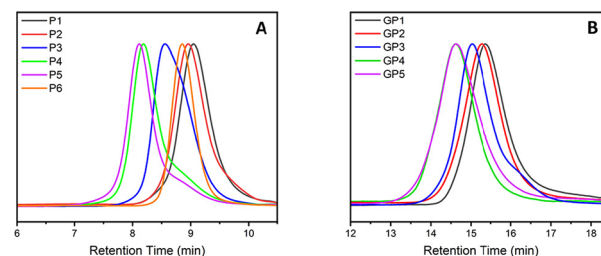 A
P1
P2
P3
P4
P5
P6
6 7 8 9 10
Retention Time (min)
B
GP1
GP2
GP3
GP4
GP5
12 13 14 15 16 17 18
Retention Time (min)